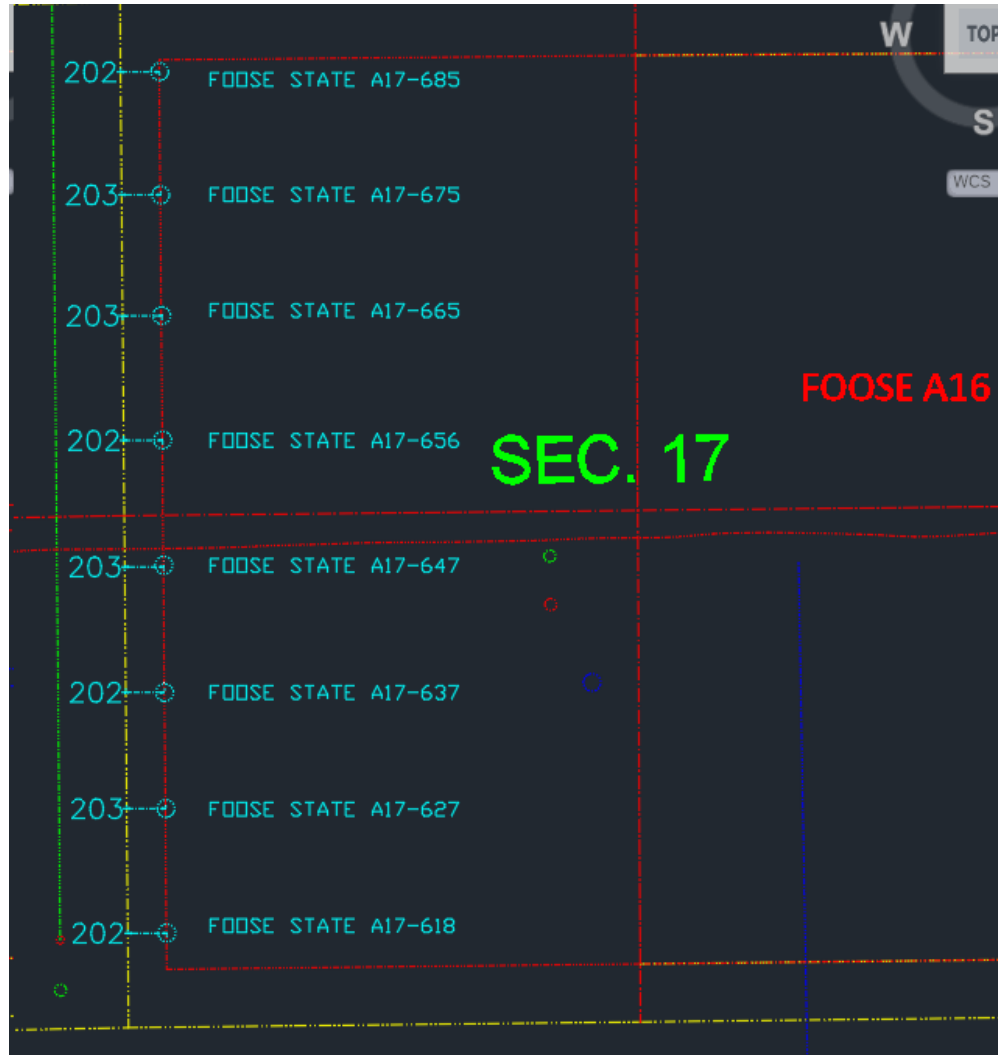 W
TOP
202 FOOSE STATE A17-685
S
203 FOOSE STATE A17-675
WCS
203 FOOSE STATE A17-665
FOOSE A16
202 FOOSE STATE A17-656
SEC. 17
203 FOOSE STATE A17-647
202 FOOSE STATE A17-637
203 FOOSE STATE A17-627
202 FOOSE STATE A17-618